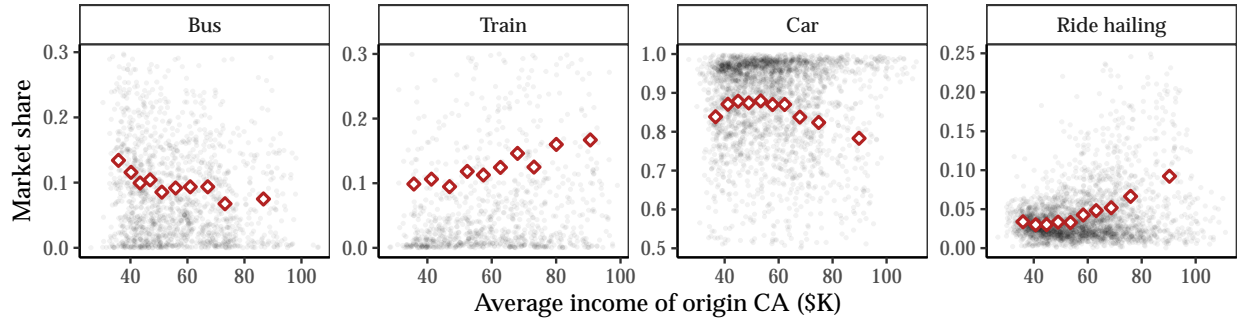 Bus Train Car Ride hailing
Market share
0.3 0.2 0.1 0.0
40 60 80 100
0.3 0.2 0.1 0.0
40 60 80 100
1.0 0.9 0.8 0.7 0.6 0.5
40 60 80 100
0.25 0.20 0.15 0.10 0.05 0.00
40 60 80 100
Average income of origin CA ($K)